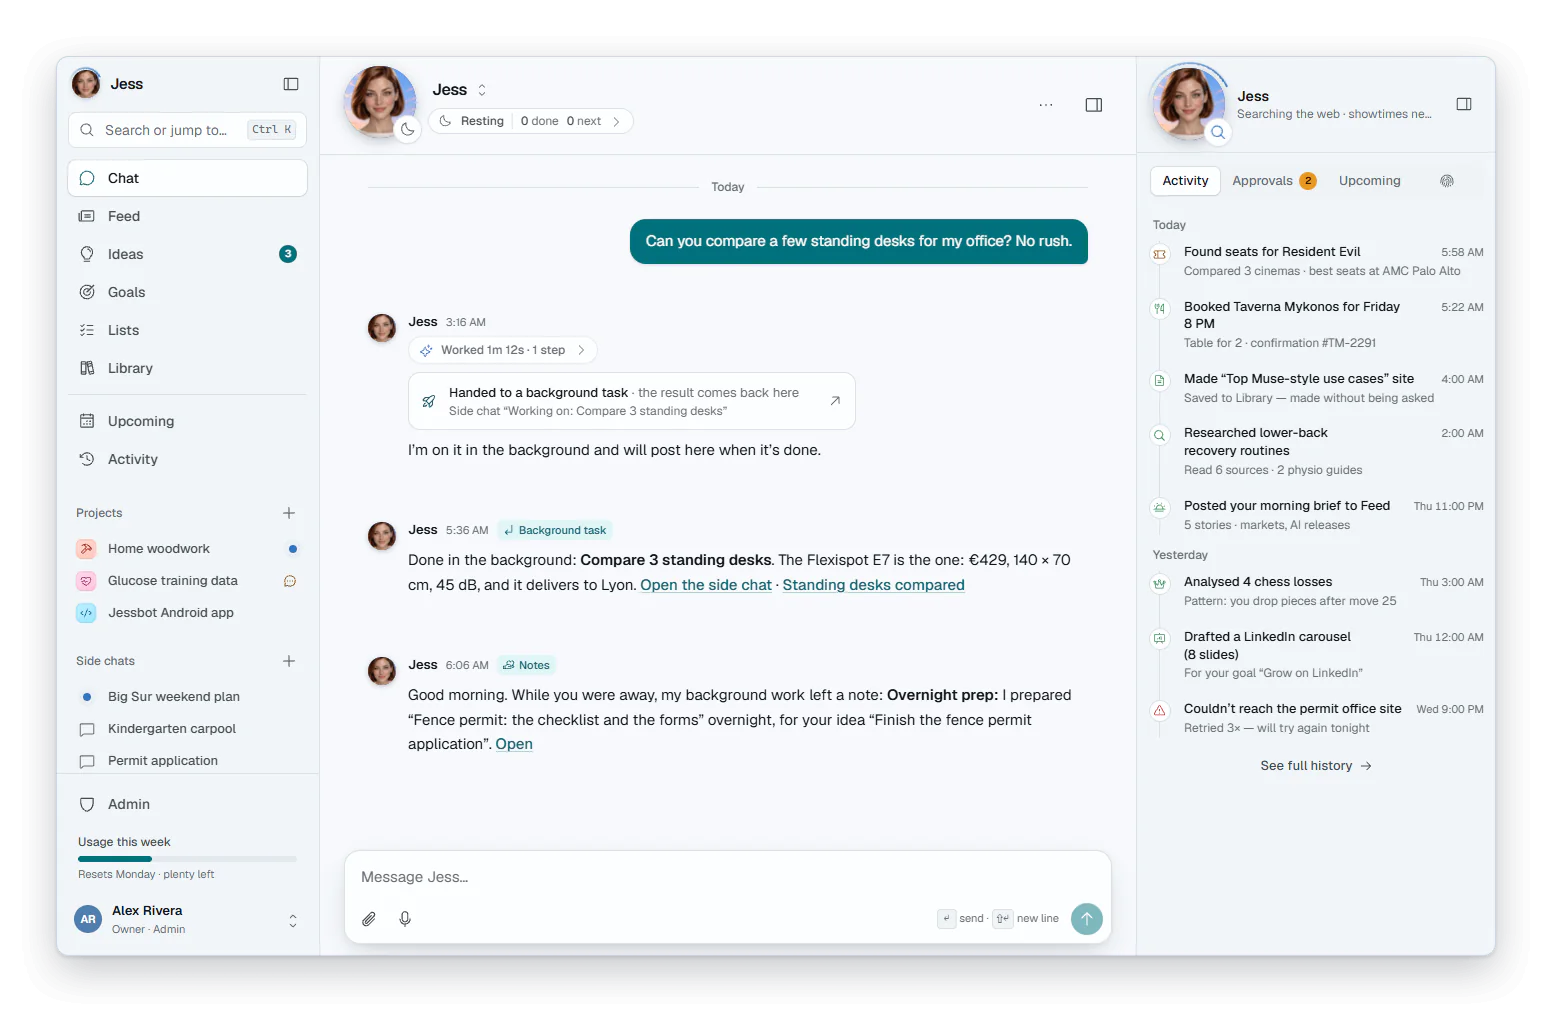 Jess
Search or jump to…
Ctrl K
Chat
Feed
Ideas
3
Goals
Lists
Library
Upcoming
Activity
Projects
Home woodwork
Glucose training data
Jessbot Android app
Side chats
Big Sur weekend plan
Kindergarten carpool
Permit application
Admin
Usage this week
Resets Monday · plenty left
AR
Alex Rivera
Owner · Admin
Jess
Resting
0 done 0 next
Today
Can you compare a few standing desks for my office? No rush.
Jess 3:16 AM
Worked 1m 12s · 1 step
Handed to a background task · the result comes back here
Side chat “Working on: Compare 3 standing desks”
I’m on it in the background and will post here when it’s done.
Jess 5:36 AM Background task
Done in the background: Compare 3 standing desks. The Flexispot E7 is the one: €429, 140 × 70
cm, 45 dB, and it delivers to Lyon. Open the side chat · Standing desks compared
Jess 6:06 AM Notes
Good morning. While you were away, my background work left a note: Overnight prep: I prepared
“Fence permit: the checklist and the forms” overnight, for your idea “Finish the fence permit
application”. Open
Message Jess…
send · new line
Jess
Searching the web · showtimes ne…
Activity
Approvals 2
Upcoming
Today
Found seats for Resident Evil 5:58 AM
Compared 3 cinemas · best seats at AMC Palo Alto
Booked Taverna Mykonos for Friday 5:22 AM
8 PM
Table for 2 · confirmation #TM-2291
Made “Top Muse-style use cases” site 4:00 AM
Saved to Library — made without being asked
Researched lower-back 2:00 AM
recovery routines
Read 6 sources · 2 physio guides
Posted your morning brief to Feed Thu 11:00 PM
5 stories · markets, AI releases
Yesterday
Analysed 4 chess losses Thu 3:00 AM
Pattern: you drop pieces after move 25
Drafted a LinkedIn carousel Thu 12:00 AM
(8 slides)
For your goal “Grow on LinkedIn”
Couldn’t reach the permit office site Wed 9:00 PM
Retried 3× — will try again tonight
See full history